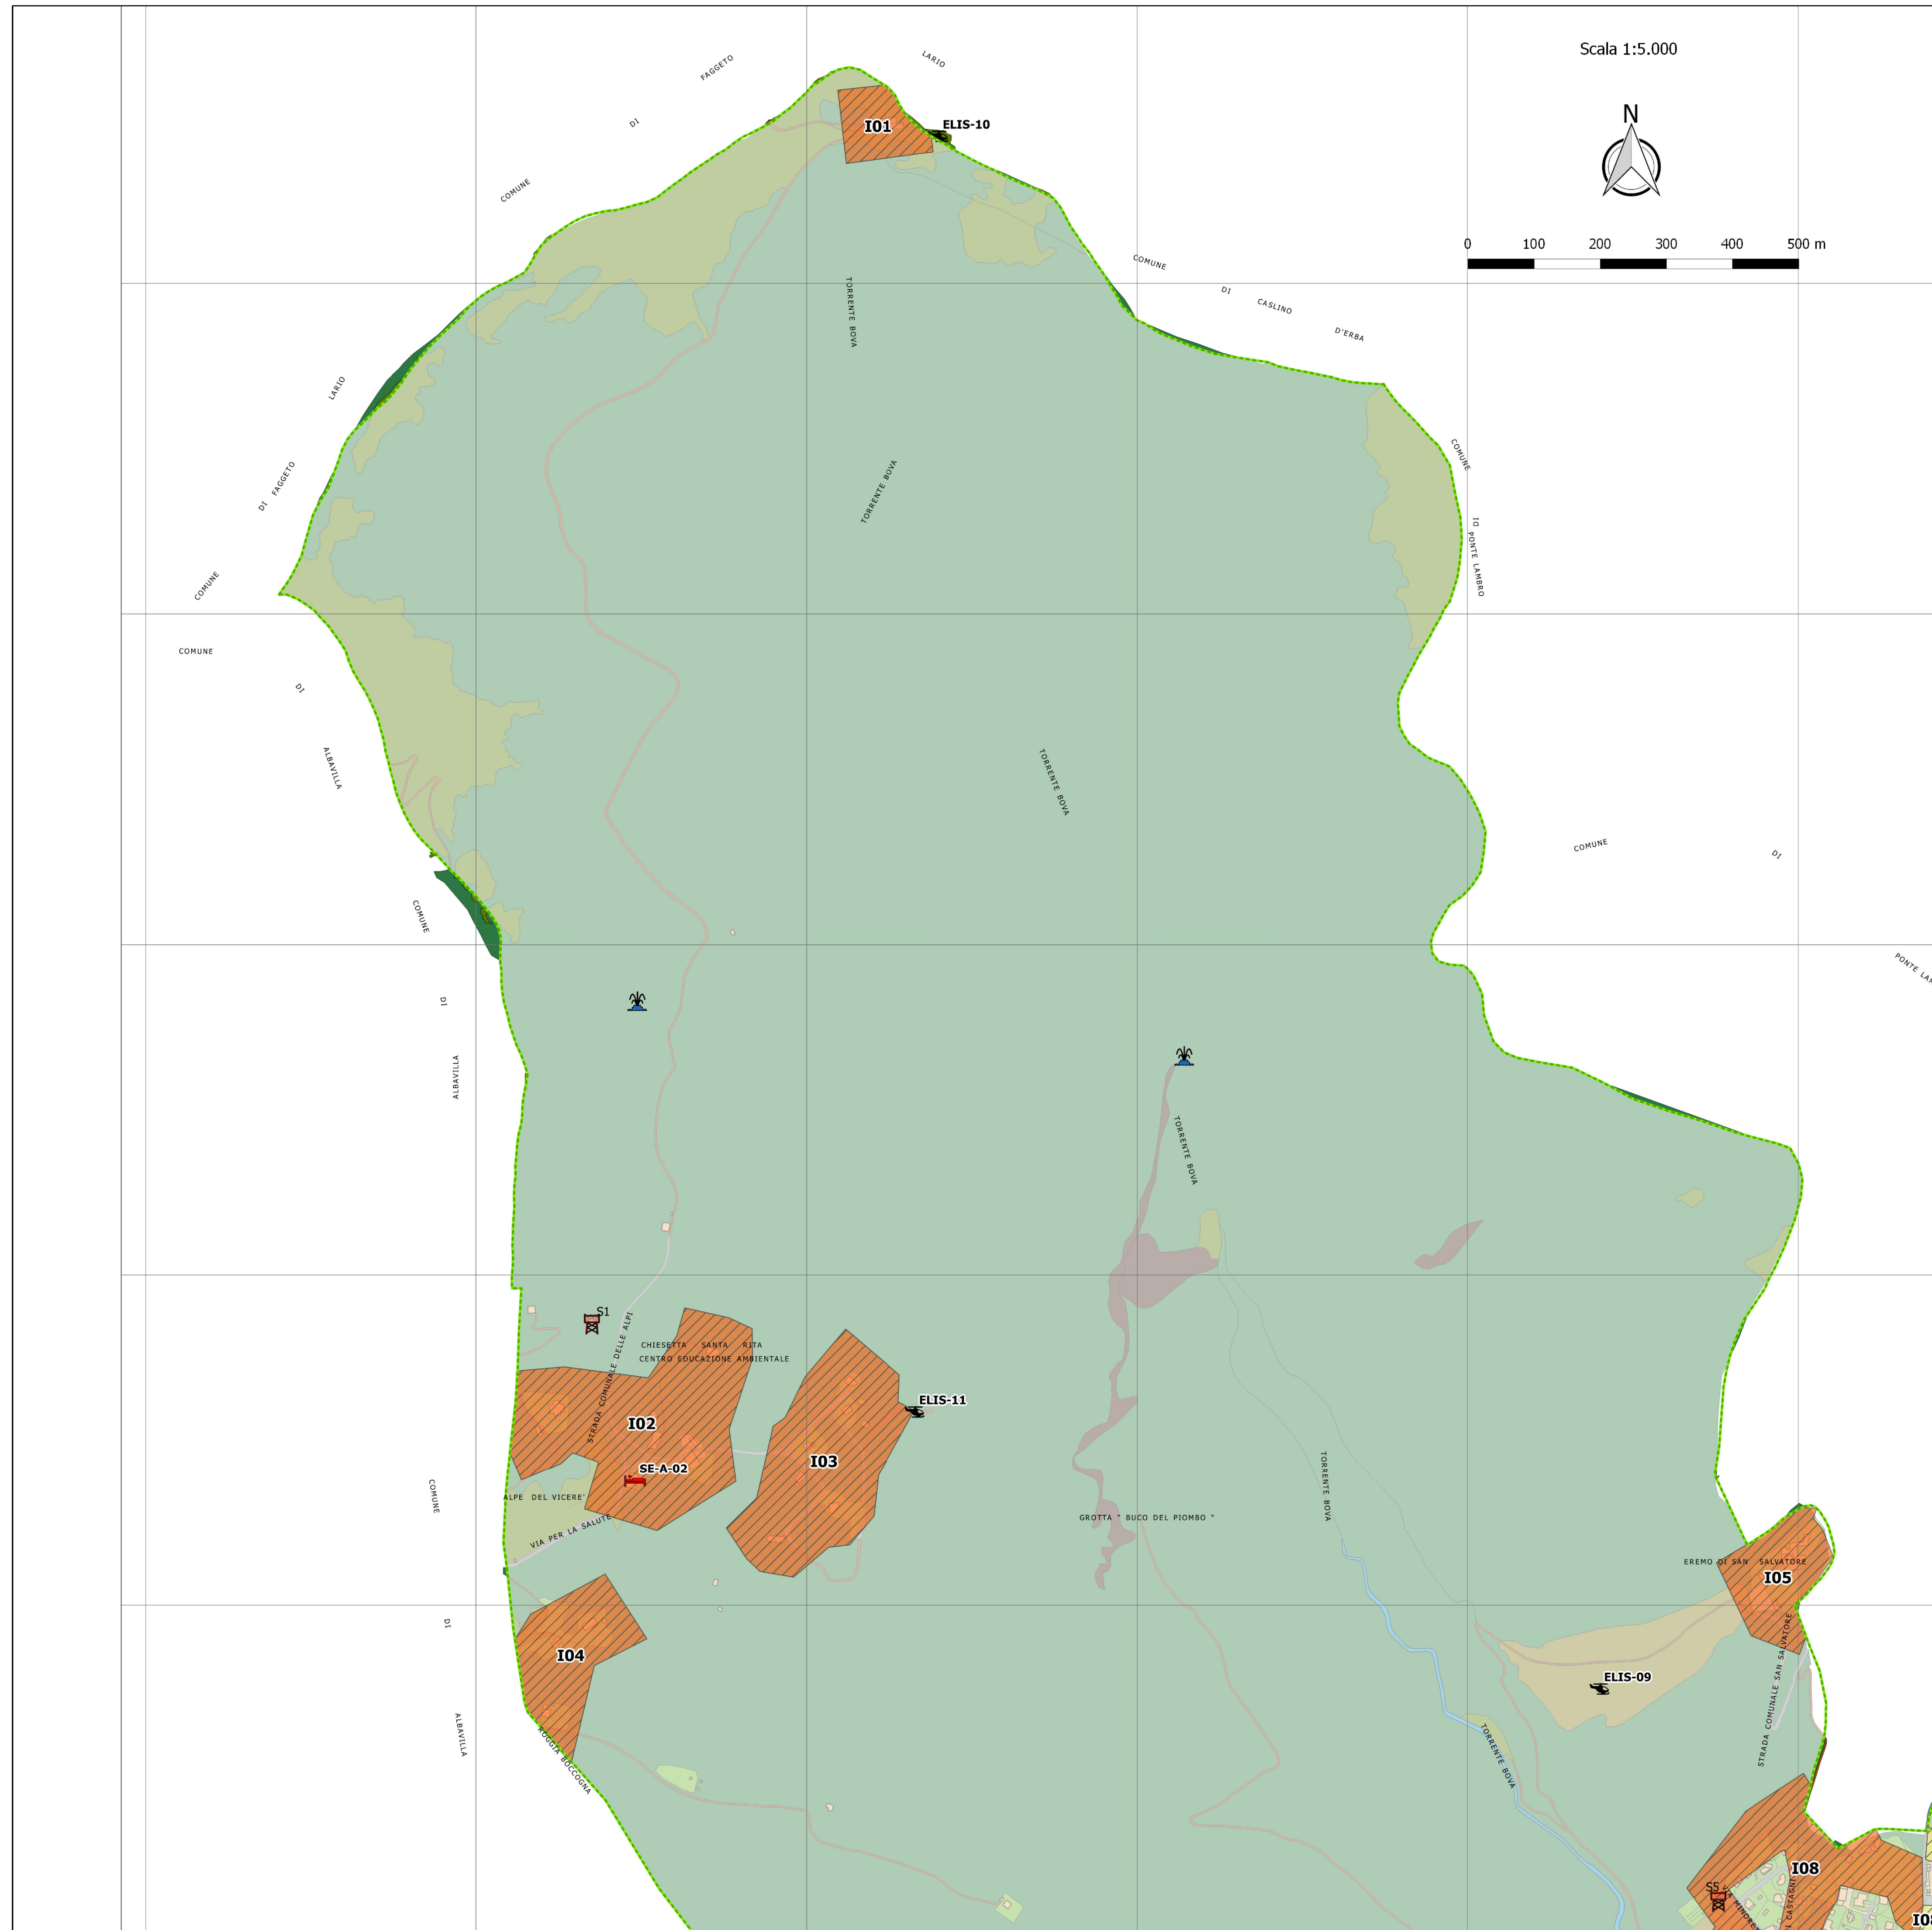 Scala 1:5.000
N
0 100 200 300 400 500 m
COMUNE DI FAGGETO LARIO
I01
ELIS-10
COMUNE DI CASLINO D'ERBA
TORRENTE BOVA
COMUNE DI FAGGETO LARIO
TORRENTE BOVA
COMUNE
DI PONTE LAMBRO
COMUNE
DI
ALBAVILLA
TORRENTE BOVA
COMUNE DI
COMUNE
DI
ALBAVILLA
TORRENTE BOVA
S1
STRADA COMUNALE DELLE ALPI
CHIESETTA SANTA RITA
CENTRO EDUCAZIONE AMBIENTALE
ELIS-11
I02
I03
SE-A-02
ALPE DEL VICERE'
VIA PER LA SALUTE
COMUNE
DI
ALBAVILLA
GROTTA " BUCO DEL PIOMBO "
TORRENTE BOVA
EREMO DI SAN SALVATORE
I05
I04
ELIS-09
STRADA COMUNALE SAN SALVATORE
ROGGIA BOCCOGNA
TORRENTE BOVA
I08
S5